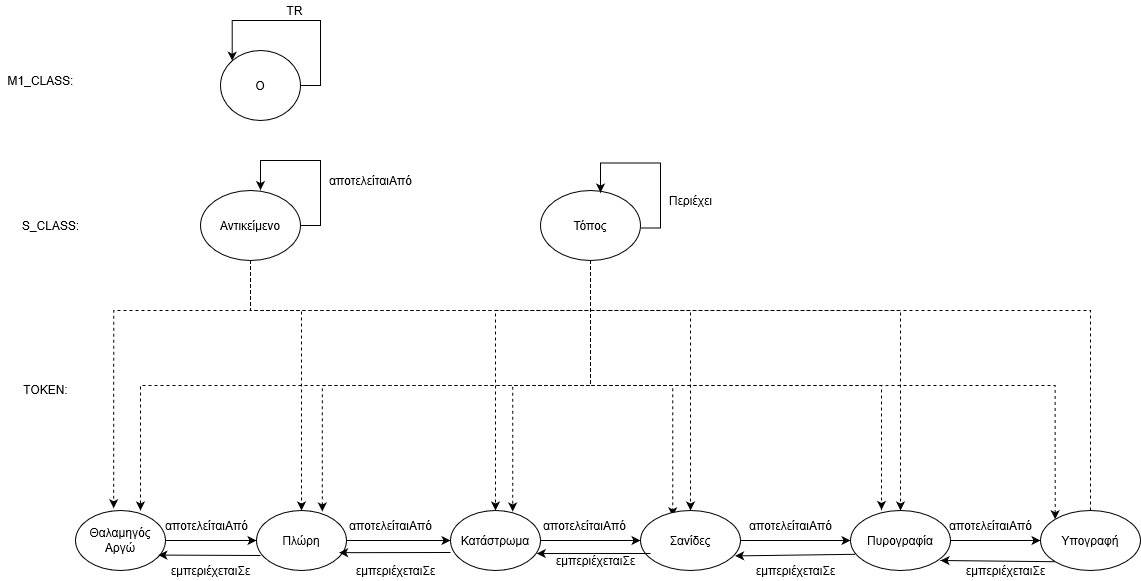 TR
M1_CLASS:
Ο
αποτελείταιΑπό
Περιέχει
S_CLASS:
Αντικείμενο
Τόπος
TOKEN:
Θαλαμηγός
Αργώ
αποτελείταιΑπό
Πλώρη
αποτελείταιΑπό
Κατάστρωμα
αποτελείταιΑπό
Σανίδες
αποτελείταιΑπό
Πυρογραφία
αποτελείταιΑπό
Υπογραφή
εμπεριέχεταιΣε
εμπεριέχεταιΣε
εμπεριέχεταιΣε
εμπεριέχεταιΣε
εμπεριέχεταιΣε